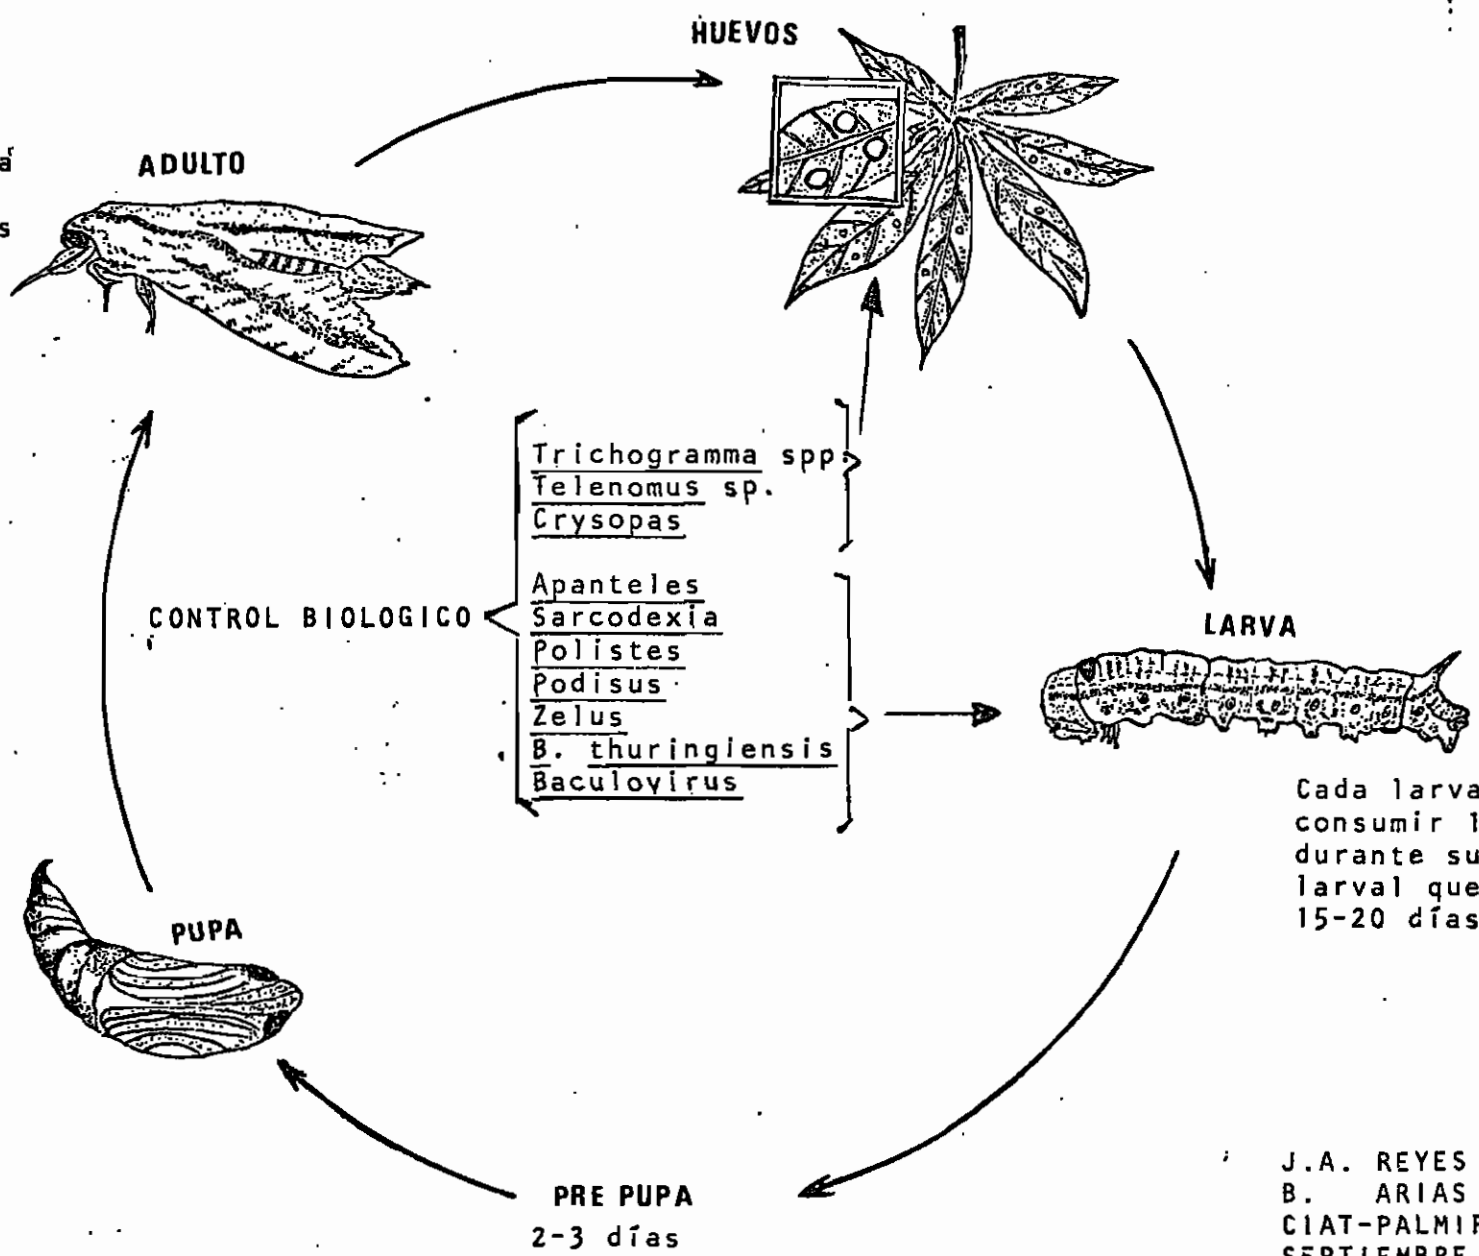 HUEVOS
ADULTO
Trichogramma spp.
Telenomus sp.
Crysopas
Apanteles
Sarcodexia
Polistes
Podisus
Zelus
B. thuringiensis
Baculovirus
CONTROL BIOLOGICO
LARVA
Cada larva
consumir
durante su
larval que
15-20 días
PUPA
PRE PUPA
2-3 días
J.A. REYES
B. ARIAS